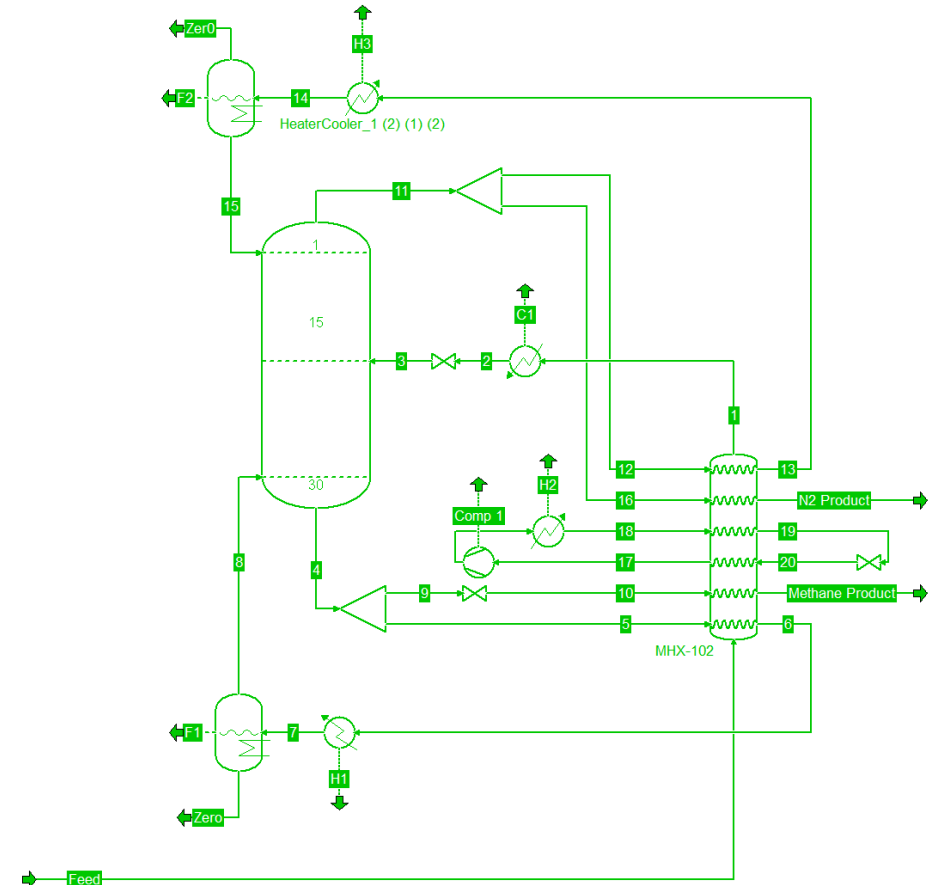 Zer0
H3
F2
14
HeaterCooler_1 (2) (1) (2)
11
15
1
15
C1
3
2
1
12
13
30
H2
16
N2 Product
Comp 1
18
19
8
4
17
20
9
10
Methane Product
5
6
MHX-102
F1
7
H1
Zero
Feed